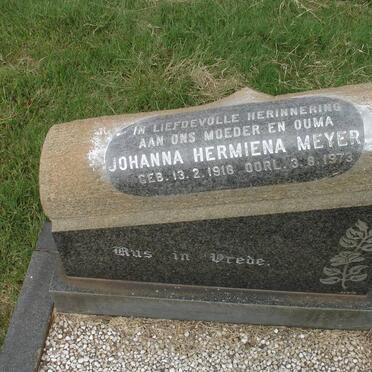 IN LIEFDEVOLLE HERINNERING
AAN ONS MOEDER EN OUMA
JOHANNA HERMIENA MEYER
GEB. 13.2.1916 OORL. 3.8.1973
Rus in Vrede.